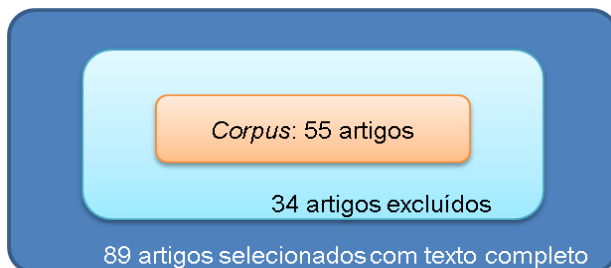 Corpus: 55 artigos
34 artigos excluídos
89 artigos selecionados com texto completo